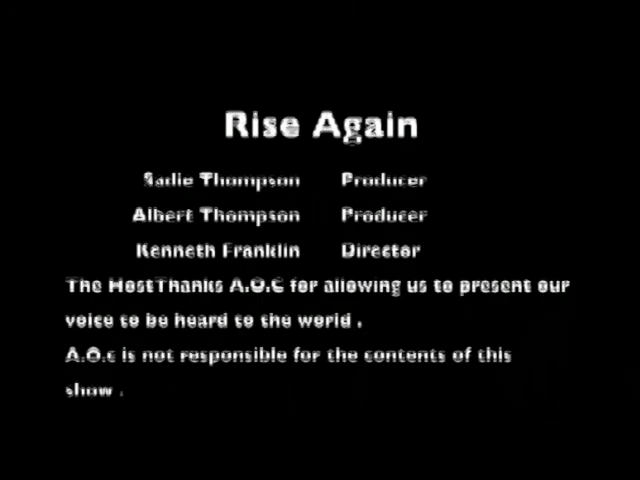 Rise Again
Sadie Thompson Producer
Albert Thompson Producer
Kenneth Franklin Director
The HostThanks A.O.C for allowing us to present our
voice to be heard to the world .
A.O.c is not responsible for the contents of this
show .